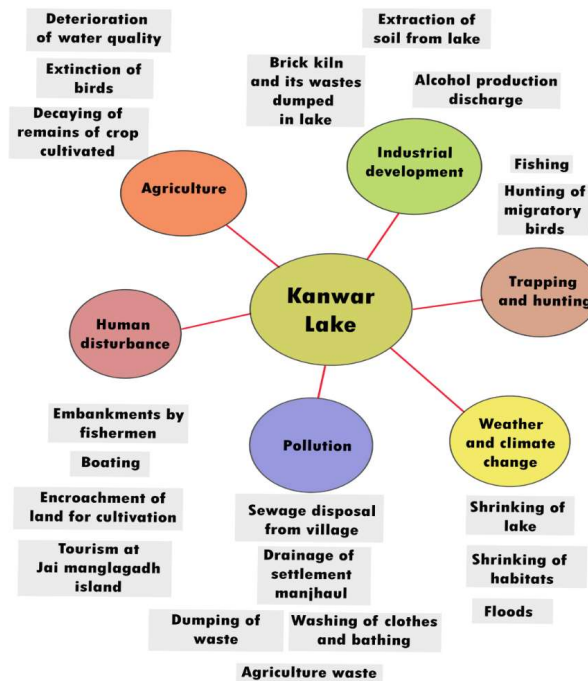 Deterioration
of water quality
Extinction of
birds
Decaying of
remains of crop
cultivated
Agriculture
Extraction of
soil from lake
Brick kiln
and its wastes
dumped
in lake
Alcohol production
discharge
Industrial
development
Fishing
Hunting of
migratory
birds
Trapping
and hunting
Kanwar
Lake
Human
disturbance
Embankments by
fishermen
Boating
Encroachment of
land for cultivation
Tourism at
Jai manglagadh
island
Pollution
Sewage disposal
from village
Drainage of
settlement
manjhaul
Dumping of
waste
Washing of clothes
and bathing
Agriculture waste
Weather
and climate
change
Shrinking of
lake
Shrinking of
habitats
Floods